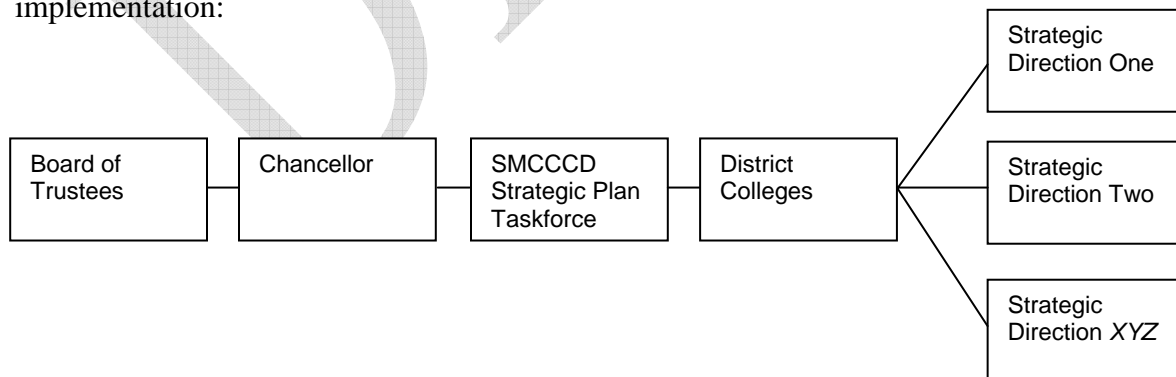 implementation:
Strategic
Direction One
Board of
Trustees
Chancellor
SMCCCD
Strategic Plan
Taskforce
District
Colleges
Strategic
Direction Two
Strategic
Direction XYZ